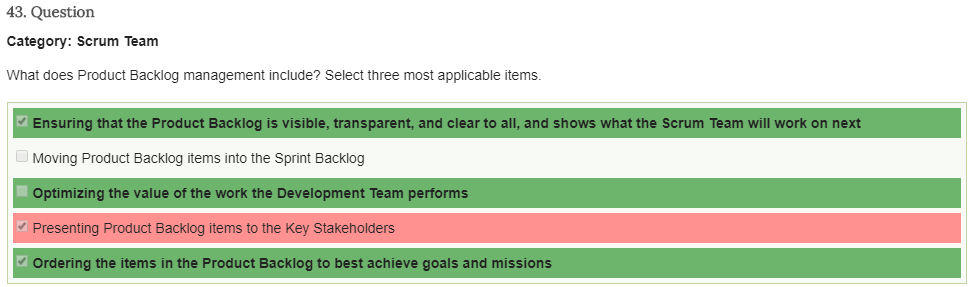 43. Question
Category: Scrum Team
What does Product Backlog management include? Select three most applicable items.
Ensuring that the Product Backlog is visible, transparent, and clear to all, and shows what the Scrum Team will work on next
Moving Product Backlog items into the Sprint Backlog
Optimizing the value of the work the Development Team performs
Presenting Product Backlog items to the Key Stakeholders
Ordering the items in the Product Backlog to best achieve goals and missions